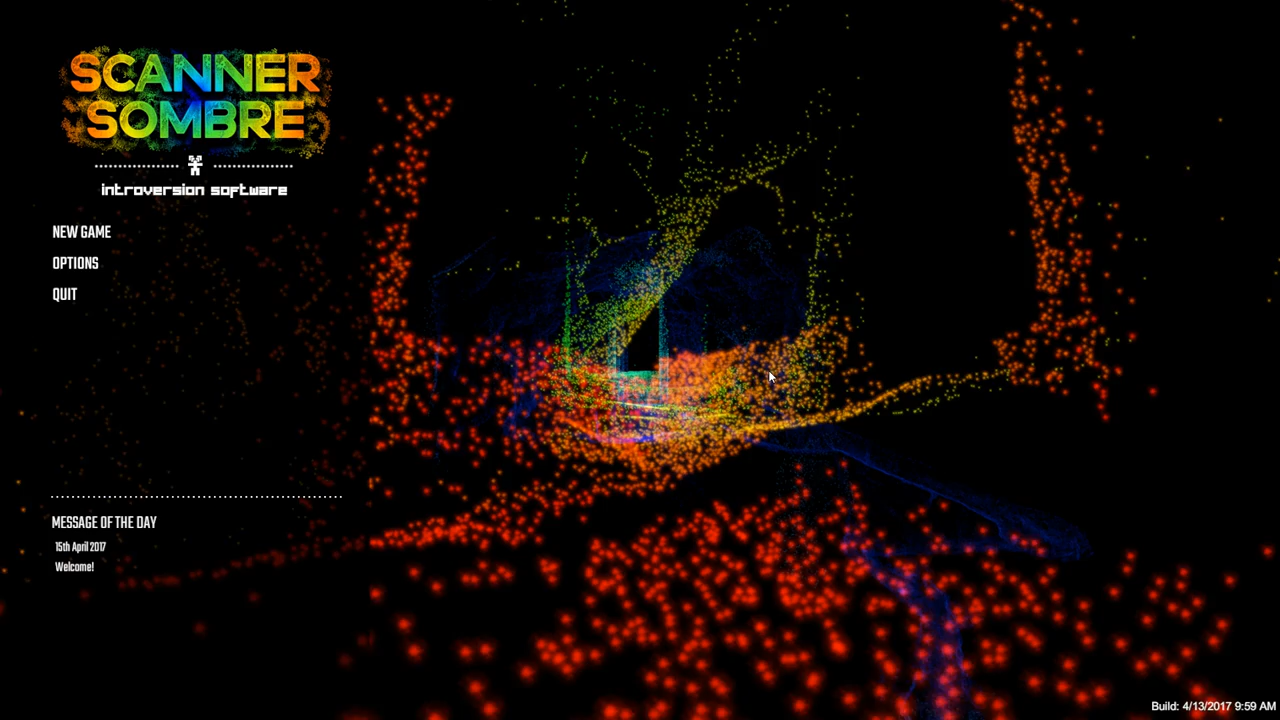 SCANNER
SOMBRE
introversion software
NEW GAME
OPTIONS
QUIT
MESSAGE OF THE DAY
15th April 2017
Welcome!
Build: 4/13/2017 9:59 AM